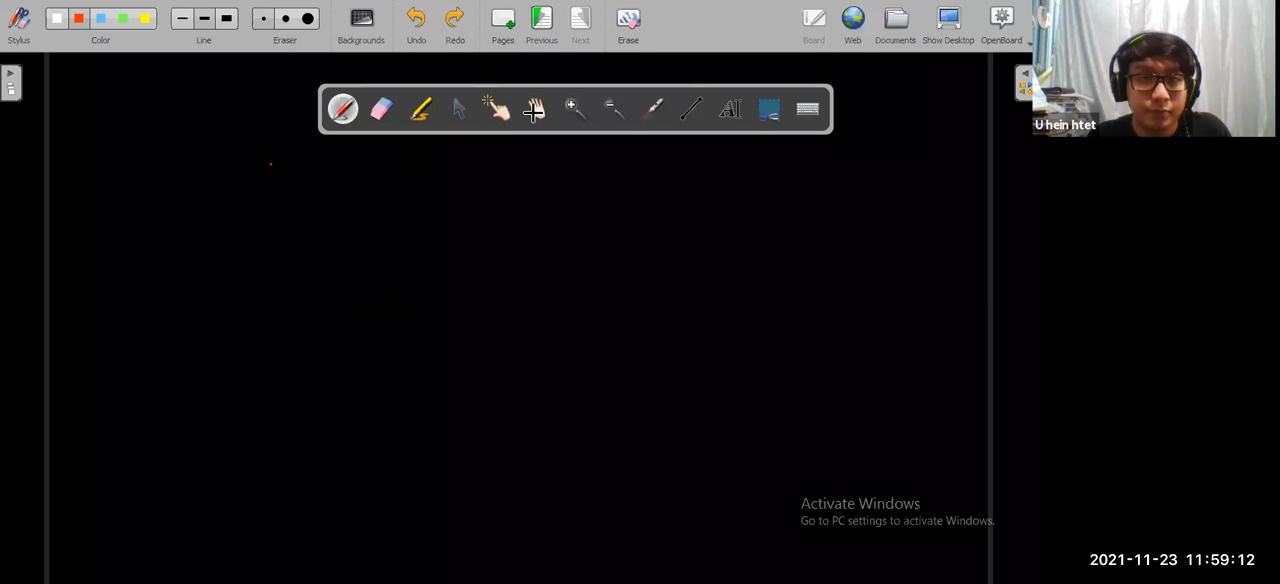 Stylus Color Line Eraser Backgrounds Undo Redo Pages Previous Next Erase Board Web Documents Show Desktop OpenBoard
AI
U hein htet
Activate Windows
Go to PC settings to activate Windows.
2021-11-23 11:59:12